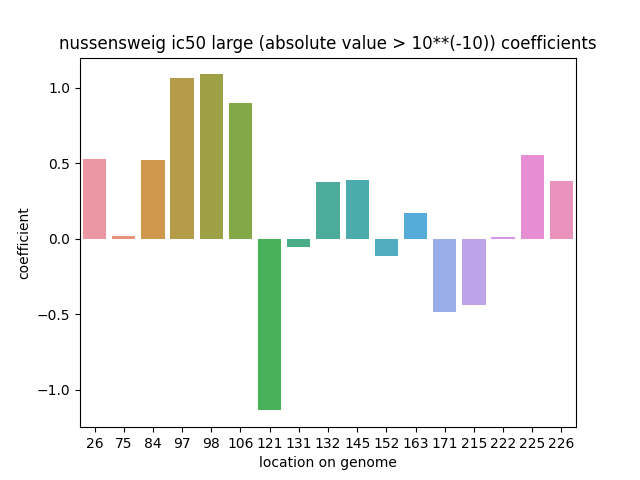 nussensweig ic50 large (absolute value > 10**(-10)) coefficients
1.0
0.5
0.0
−0.5
−1.0
coefficient
26 75 84 97 98 106 121 131 132 145 152 163 171 215 222 225 226
location on genome